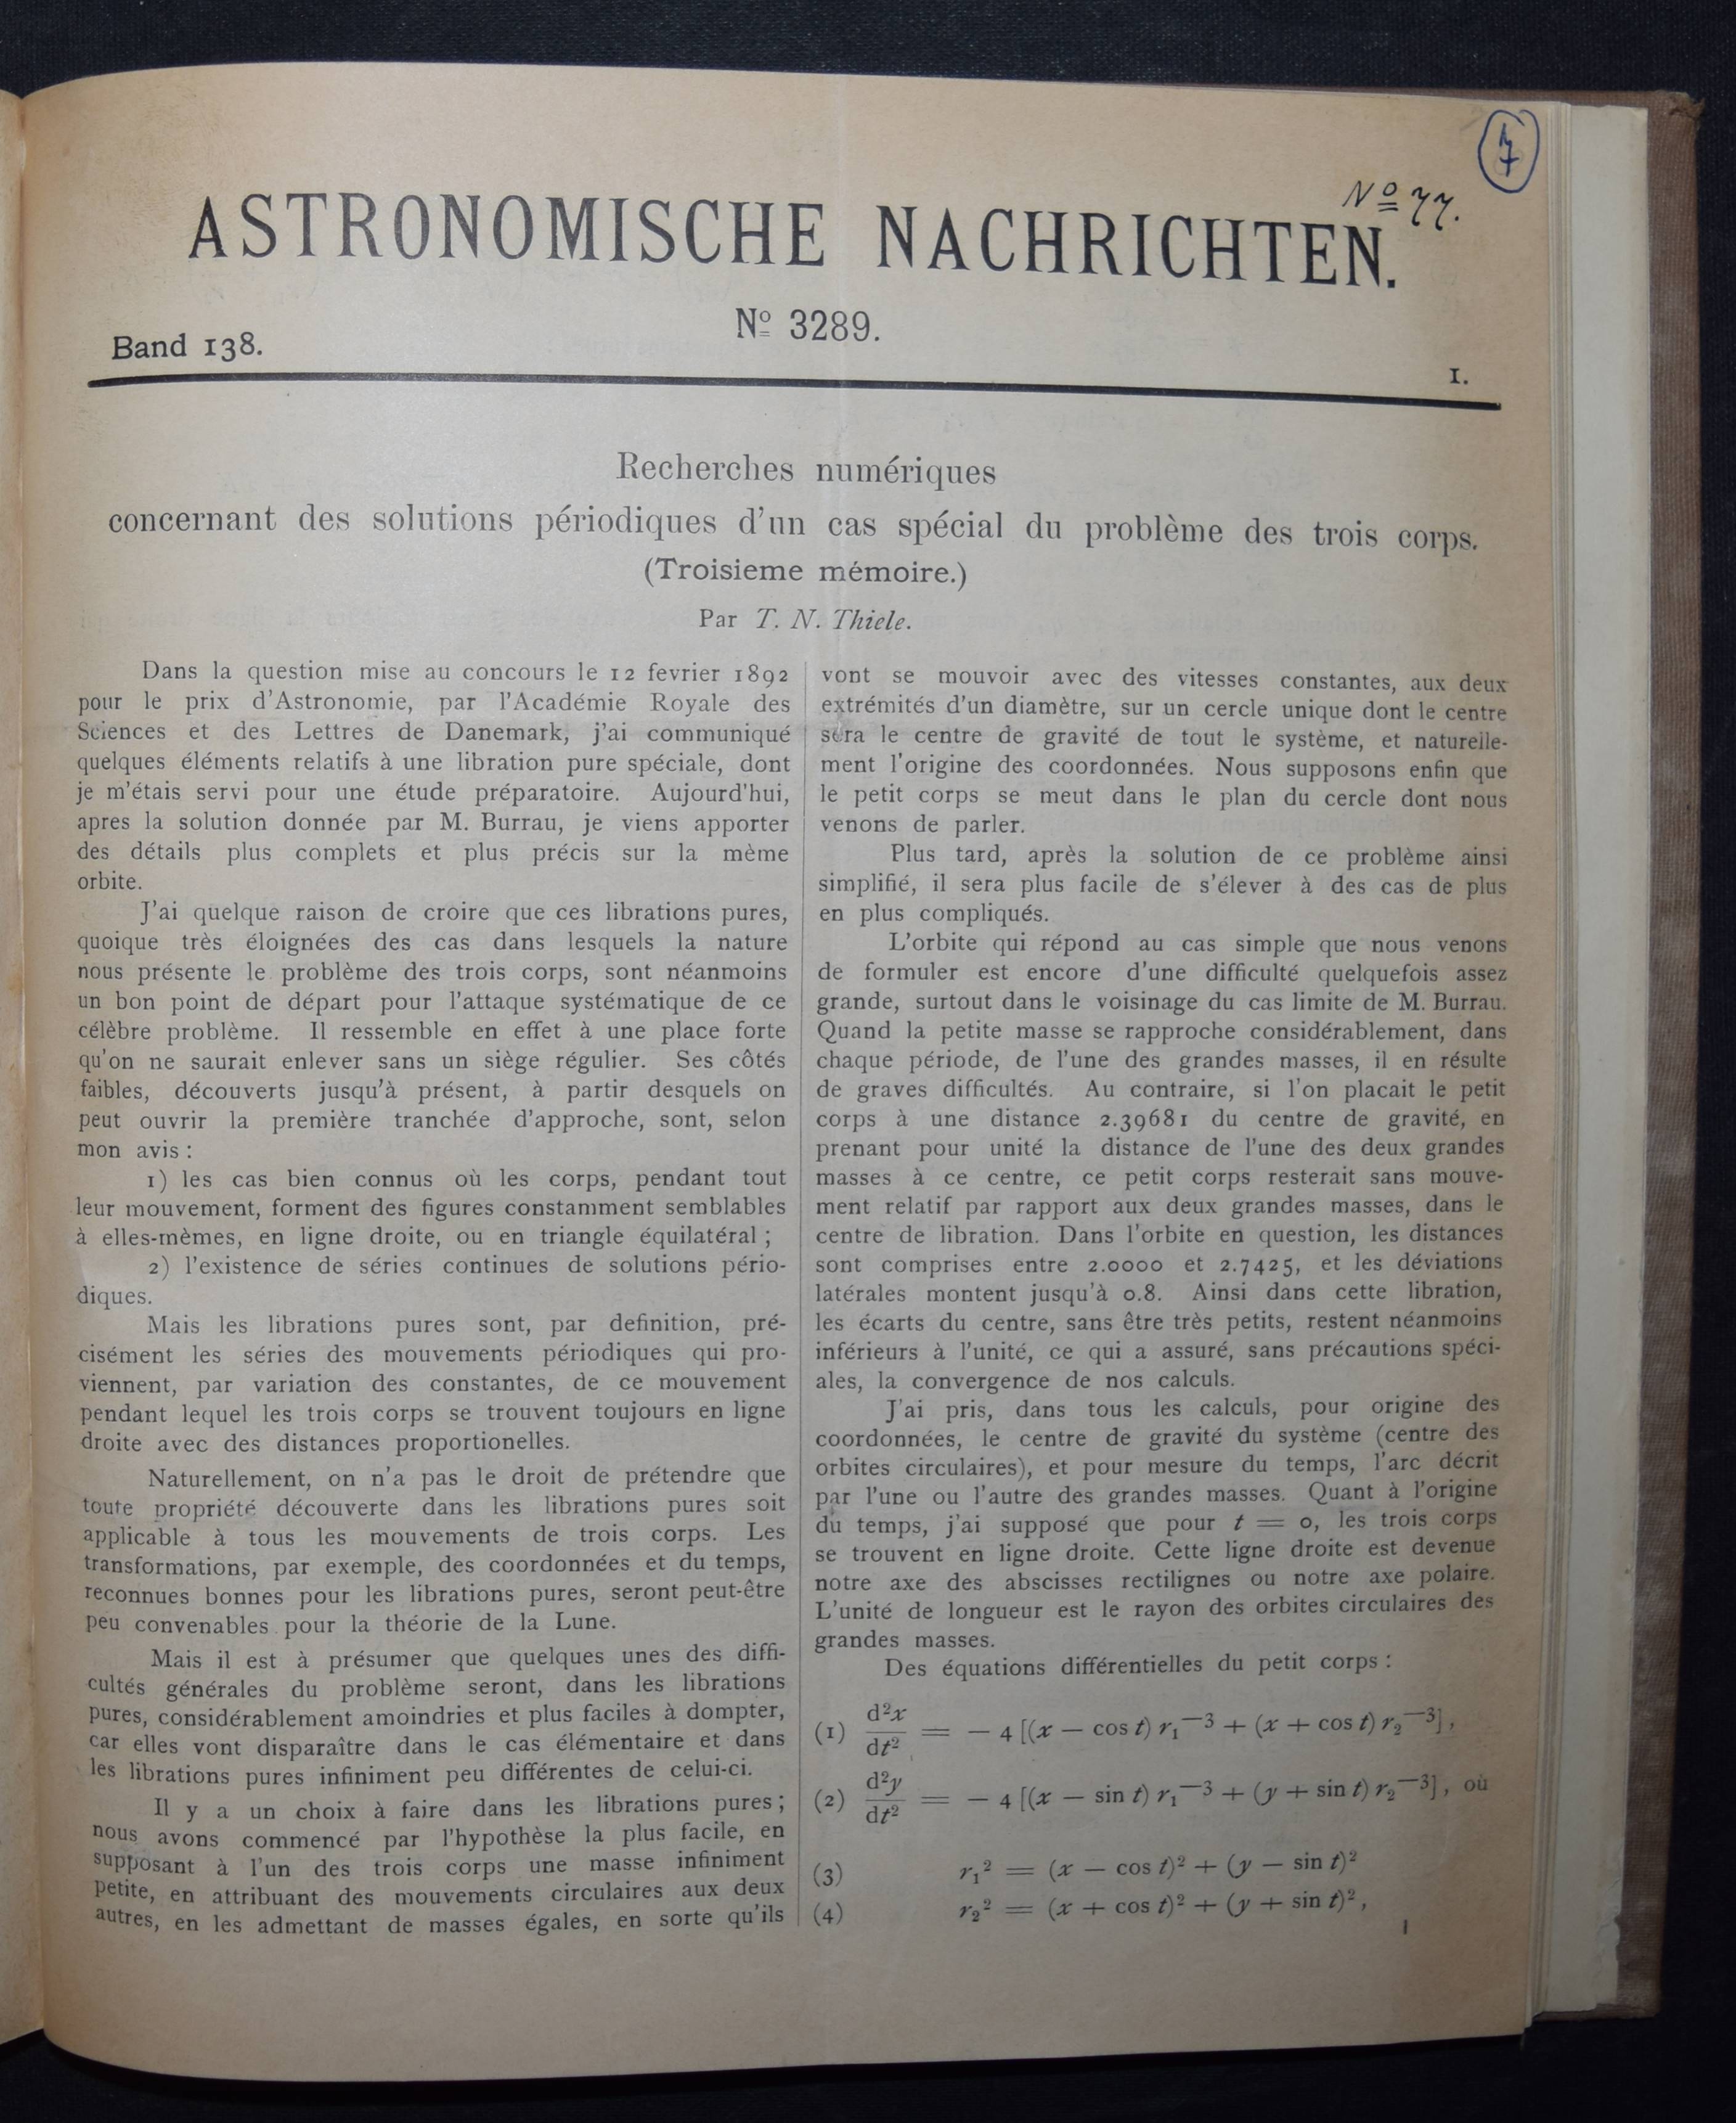 7
Nº 77.
ASTRONOMISCHE NACHRICHTEN.
Nº 3289.
Band 138.
1.
Recherches numériques
concernant des solutions périodiques d'un cas spécial du problème des trois corps.
(Troisieme mémoire.)
Par T. N. Thiele.
Dans la question mise au concours le 12 fevrier 1892
pour le prix d'Astronomie, par l'Académie Royale des
Sciences et des Lettres de Danemark, j'ai communiqué
quelques éléments relatifs à une libration pure spéciale, dont
je m'étais servi pour une étude préparatoire. Aujourd'hui,
apres la solution donnée par M. Burrau, je viens apporter
des détails plus complets et plus précis sur la mème
orbite.
J'ai quelque raison de croire que ces librations pures,
quoique très éloignées des cas dans lesquels la nature
nous présente le problème des trois corps, sont néanmoins
un bon point de départ pour l'attaque systématique de ce
célèbre problème. Il ressemble en effet à une place forte
qu'on ne saurait enlever sans un siège régulier. Ses côtés
faibles, découverts jusqu'à présent, à partir desquels on
peut ouvrir la première tranchée d'approche, sont, selon
mon avis :
1) les cas bien connus où les corps, pendant tout
leur mouvement, forment des figures constamment semblables
à elles-mèmes, en ligne droite, ou en triangle équilatéral ;
2) l'existence de séries continues de solutions pério-
diques.
Mais les librations pures sont, par definition, pré-
cisément les séries des mouvements périodiques qui pro-
viennent, par variation des constantes, de ce mouvement
pendant lequel les trois corps se trouvent toujours en ligne
droite avec des distances proportionelles.
Naturellement, on n'a pas le droit de prétendre que
toute propriété découverte dans les librations pures soit
applicable à tous les mouvements de trois corps. Les
transformations, par exemple, des coordonnées et du temps,
reconnues bonnes pour les librations pures, seront peut-être
peu convenables pour la théorie de la Lune.
Mais il est à présumer que quelques unes des diffi-
cultés générales du problème seront, dans les librations
pures, considérablement amoindries et plus faciles à dompter,
car elles vont disparaître dans le cas élémentaire et dans
les librations pures infiniment peu différentes de celui-ci.
Il y a un choix à faire dans les librations pures ;
nous avons commencé par l'hypothèse la plus facile, en
supposant à l'un des trois corps une masse infiniment
petite, en attribuant des mouvements circulaires aux deux
autres, en les admettant de masses égales, en sorte qu'ils
vont se mouvoir avec des vitesses constantes, aux deux
extrémités d'un diamètre, sur un cercle unique dont le centre
sera le centre de gravité de tout le système, et naturelle-
ment l'origine des coordonnées. Nous supposons enfin que
le petit corps se meut dans le plan du cercle dont nous
venons de parler.
Plus tard, après la solution de ce problème ainsi
simplifié, il sera plus facile de s'élever à des cas de plus
en plus compliqués.
L'orbite qui répond au cas simple que nous venons
de formuler est encore d'une difficulté quelquefois assez
grande, surtout dans le voisinage du cas limite de M. Burrau.
Quand la petite masse se rapproche considérablement, dans
chaque période, de l'une des grandes masses, il en résulte
de graves difficultés. Au contraire, si l'on placait le petit
corps à une distance 2.39681 du centre de gravité, en
prenant pour unité la distance de l'une des deux grandes
masses à ce centre, ce petit corps resterait sans mouve-
ment relatif par rapport aux deux grandes masses, dans le
centre de libration. Dans l'orbite en question, les distances
sont comprises entre 2.0000 et 2.7425, et les déviations
latérales montent jusqu'à 0.8. Ainsi dans cette libration,
les écarts du centre, sans être très petits, restent néanmoins
inférieurs à l'unité, ce qui a assuré, sans précautions spéci-
ales, la convergence de nos calculs.
J'ai pris, dans tous les calculs, pour origine des
coordonnées, le centre de gravité du système (centre des
orbites circulaires), et pour mesure du temps, l'arc décrit
par l'une ou l'autre des grandes masses. Quant à l'origine
du temps, j'ai supposé que pour t = 0, les trois corps
se trouvent en ligne droite. Cette ligne droite est devenue
notre axe des abscisses rectilignes ou notre axe polaire.
L'unité de longueur est le rayon des orbites circulaires des
grandes masses.
Des équations différentielles du petit corps :
(1) d²x/dt² = − 4 [(x − cos t) r₁⁻³ + (x + cos t) r₂⁻³] ,
(2) d²y/dt² = − 4 [(x − sin t) r₁⁻³ + (y + sin t) r₂⁻³] , où
(3) r₁² = (x − cos t)² + (y − sin t)²
(4) r₂² = (x + cos t)² + (y + sin t)² ,
1